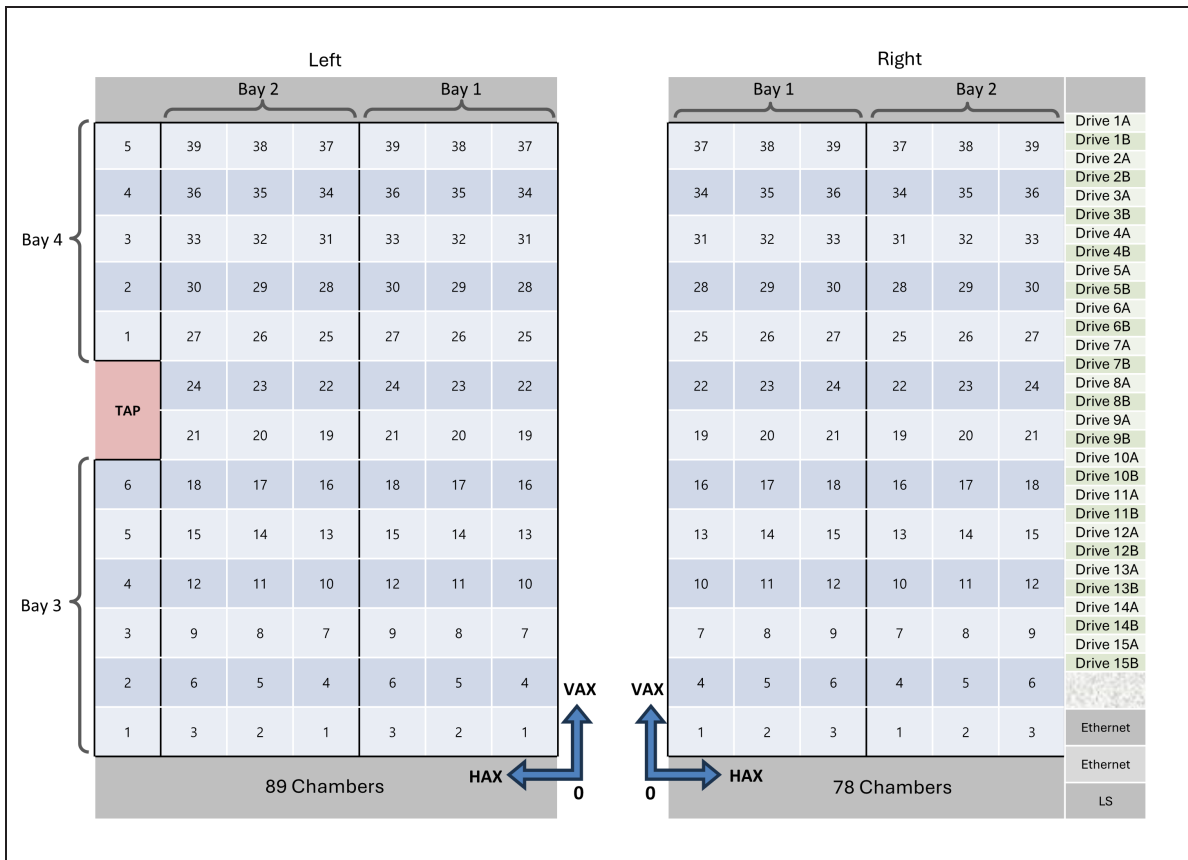 Left
Right
Bay 2 Bay 1
Bay 1 Bay 2
Drive 1A
5 39 38 37 39 38 37
37 38 39 37 38 39
Drive 1B
Drive 2A
4 36 35 34 36 35 34
34 35 36 34 35 36
Drive 2B
Drive 3A
Drive 3B
Bay 4
3 33 32 31 33 32 31
31 32 33 31 32 33
Drive 4A
Drive 4B
2 30 29 28 30 29 28
28 29 30 28 29 30
Drive 5A
Drive 5B
Drive 6A
1 27 26 25 27 26 25
25 26 27 25 26 27
Drive 6B
Drive 7A
Drive 7B
24 23 22 24 23 22
22 23 24 22 23 24
Drive 8A
Drive 8B
TAP
Drive 9A
21 20 19 21 20 19
19 20 21 19 20 21
Drive 9B
Drive 10A
6 18 17 16 18 17 16
16 17 18 16 17 18
Drive 10B
Drive 11A
Drive 11B
5 15 14 13 15 14 13
13 14 15 13 14 15
Drive 12A
Drive 12B
Bay 3
4 12 11 10 12 11 10
10 11 12 10 11 12
Drive 13A
Drive 13B
Drive 14A
3 9 8 7 9 8 7
7 8 9 7 8 9
Drive 14B
Drive 15A
Drive 15B
2 6 5 4 6 5 4
4 5 6 4 5 6
VAX VAX
1 3 2 1 3 2 1
1 2 3 1 2 3
Ethernet
HAX HAX
Ethernet
89 Chambers
0 0
78 Chambers
LS